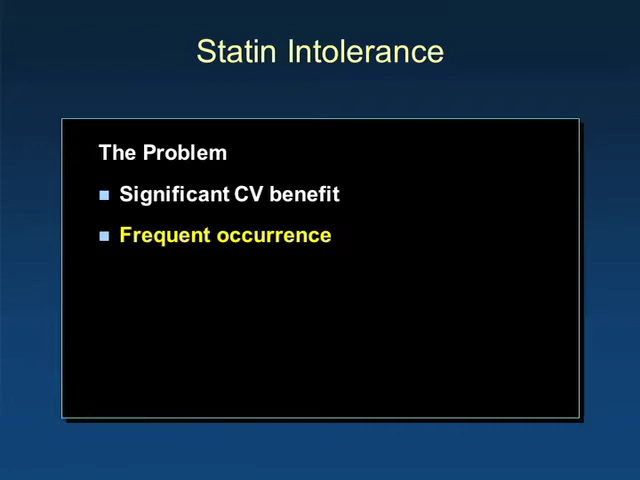 Statin Intolerance
The Problem
Significant CV benefit
Frequent occurrence